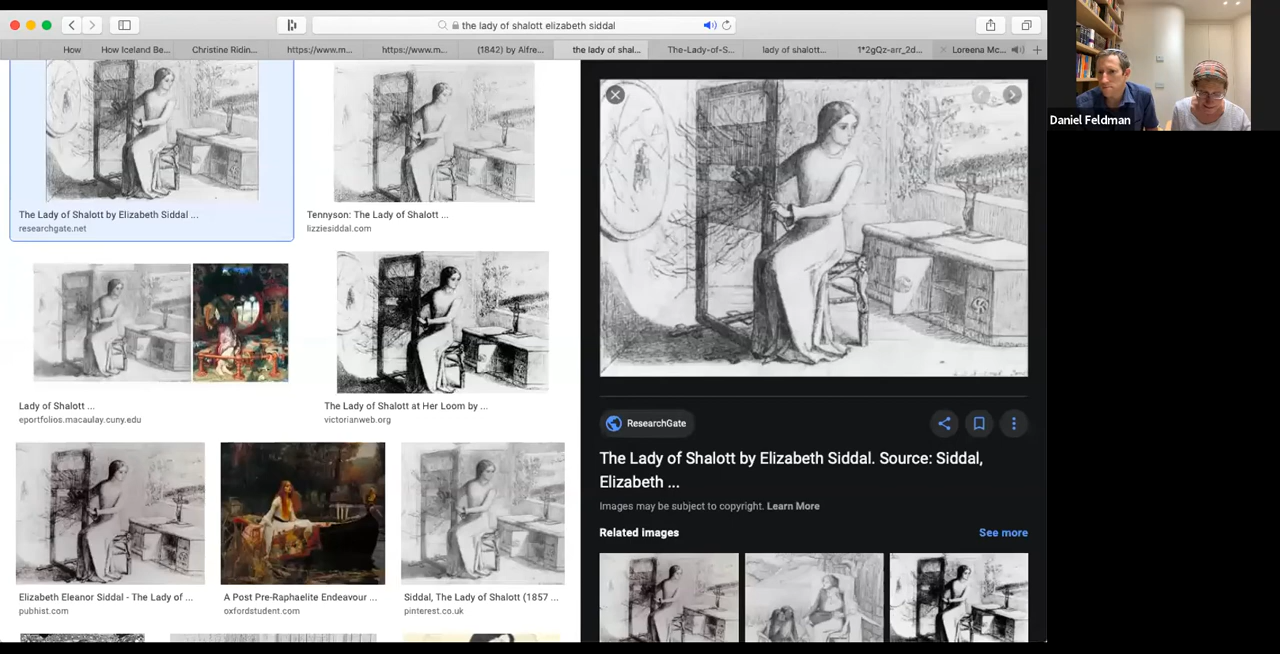 the lady of shalott elizabeth siddal
How
How Iceland Be...
Christine Ridin...
https://www.m...
https://www.m...
(1842) by Alfre...
the lady of shal...
The-Lady-of-S...
lady of shalott...
1*2gQz-arr_2d...
Loreena Mc...
Daniel Feldman
The Lady of Shalott by Elizabeth Siddal ...
researchgate.net
Tennyson: The Lady of Shalott ...
lizziesiddal.com
Lady of Shalott ...
eportfolios.macaulay.cuny.edu
The Lady of Shalott at Her Loom by ...
victorianweb.org
Elizabeth Eleanor Siddal - The Lady of ...
publist.com
A Post Pre-Raphaelite Endeavour ...
oxfordstudent.com
Siddal, The Lady of Shalott (1857 ...
pinterest.co.uk
ResearchGate
The Lady of Shalott by Elizabeth Siddal. Source: Siddal,
Elizabeth ...
Images may be subject to copyright. Learn More
Related images
See more